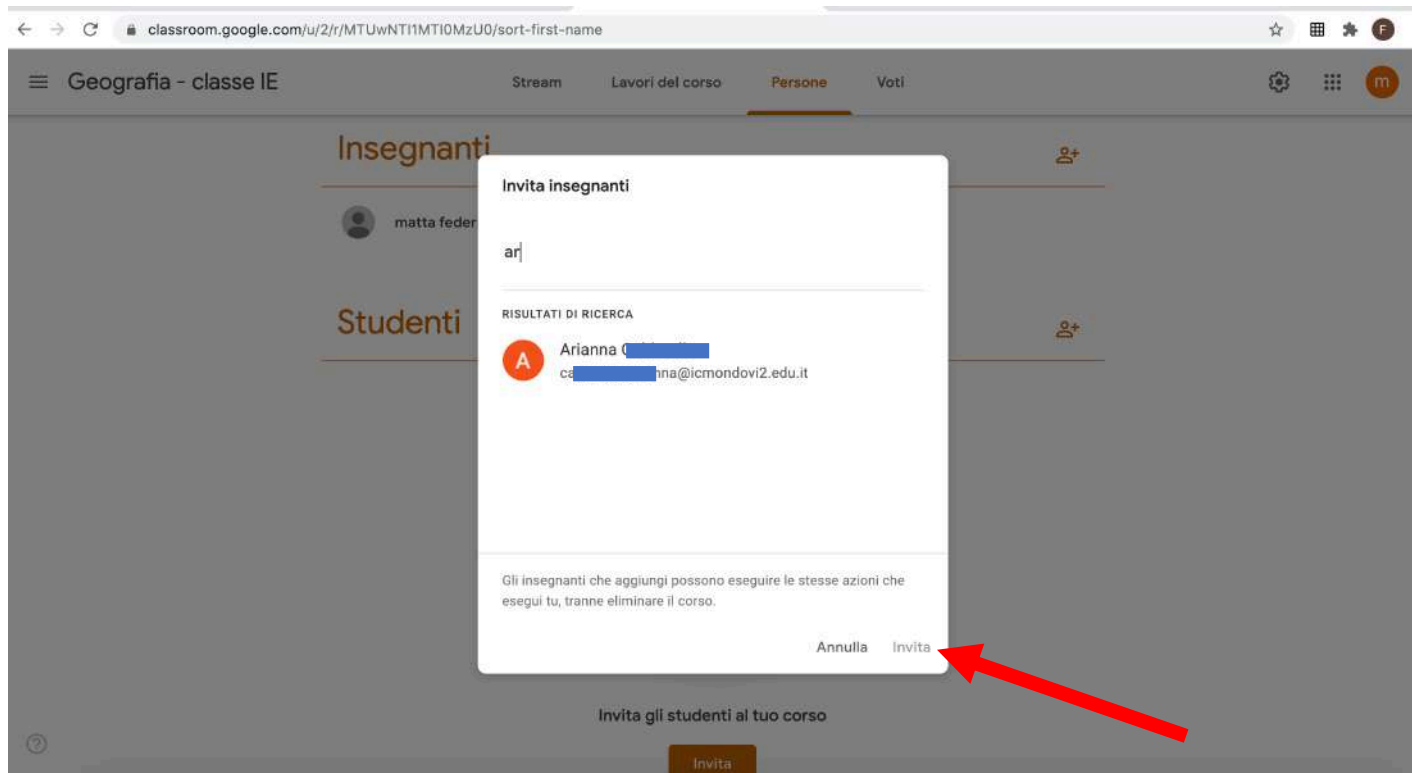 classroom.google.com/u/2/r/MTUwNTI1MTI0MzU0/sort-first-name
F
Geografia - classe IE
Stream Lavori del corso Persone Voti
m
Insegnanti
matta feder
Invita insegnanti
ar
RISULTATI DI RICERCA
A
Arianna
ca nna@icmondovi2.edu.it
Studenti
Gli insegnanti che aggiungi possono eseguire le stesse azioni che
esegui tu, tranne eliminare il corso.
Annulla Invita
Invita gli studenti al tuo corso
Invita